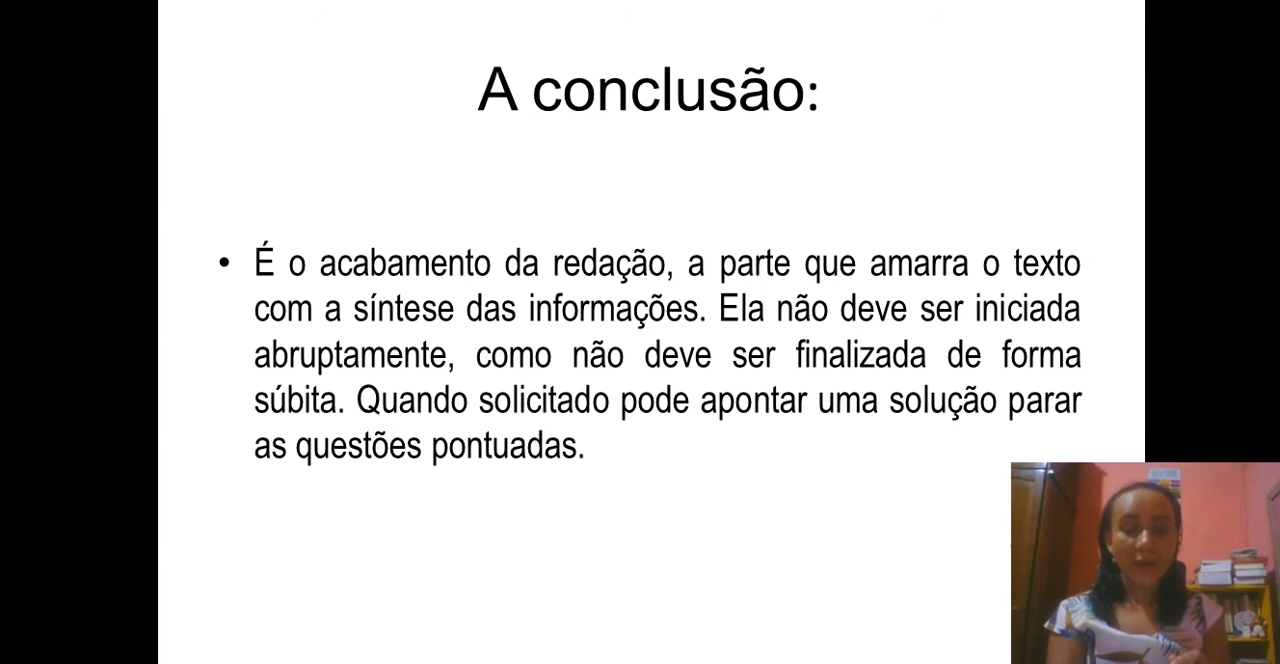 A conclusão:
• É o acabamento da redação, a parte que amarra o texto
com a síntese das informações. Ela não deve ser iniciada
abruptamente, como não deve ser finalizada de forma
súbita. Quando solicitado pode apontar uma solução parar
as questões pontuadas.